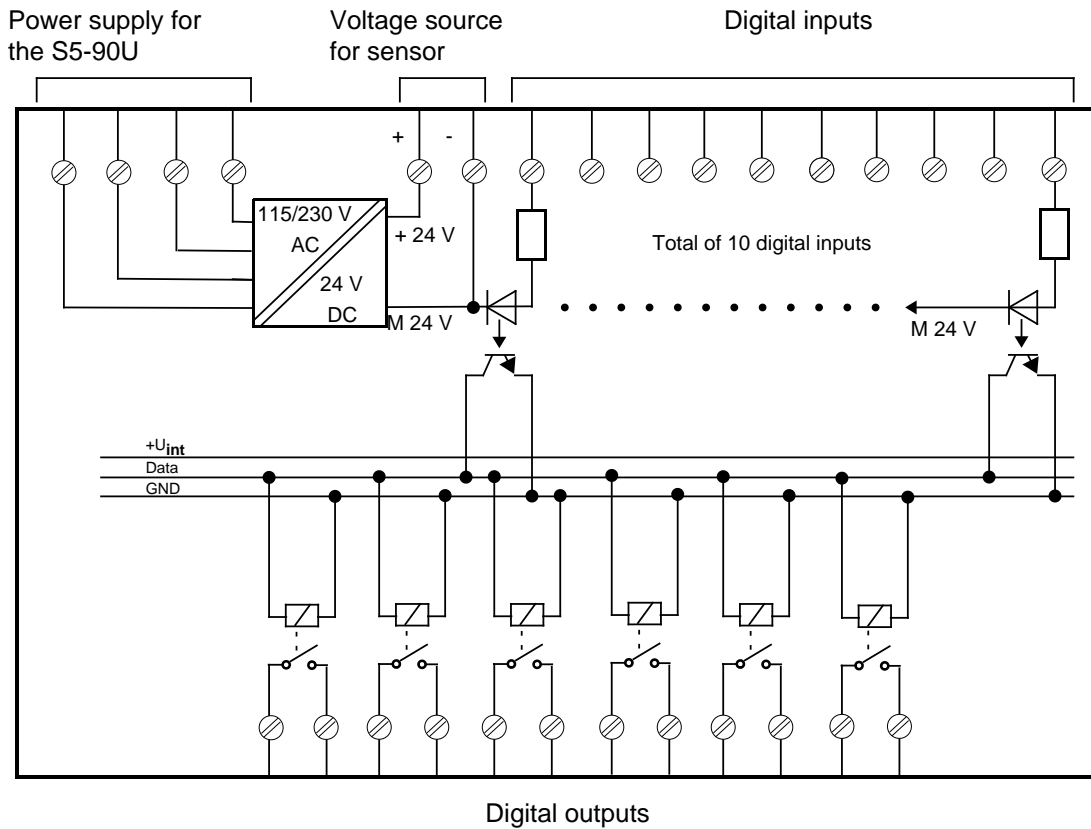 Power supply for
the S5-90U
Voltage source
for sensor
Digital inputs
+ -
115/230 V
AC
24 V
DC
+ 24 V
M 24 V
Total of 10 digital inputs
M 24 V
+Uint
Data
GND
Digital outputs